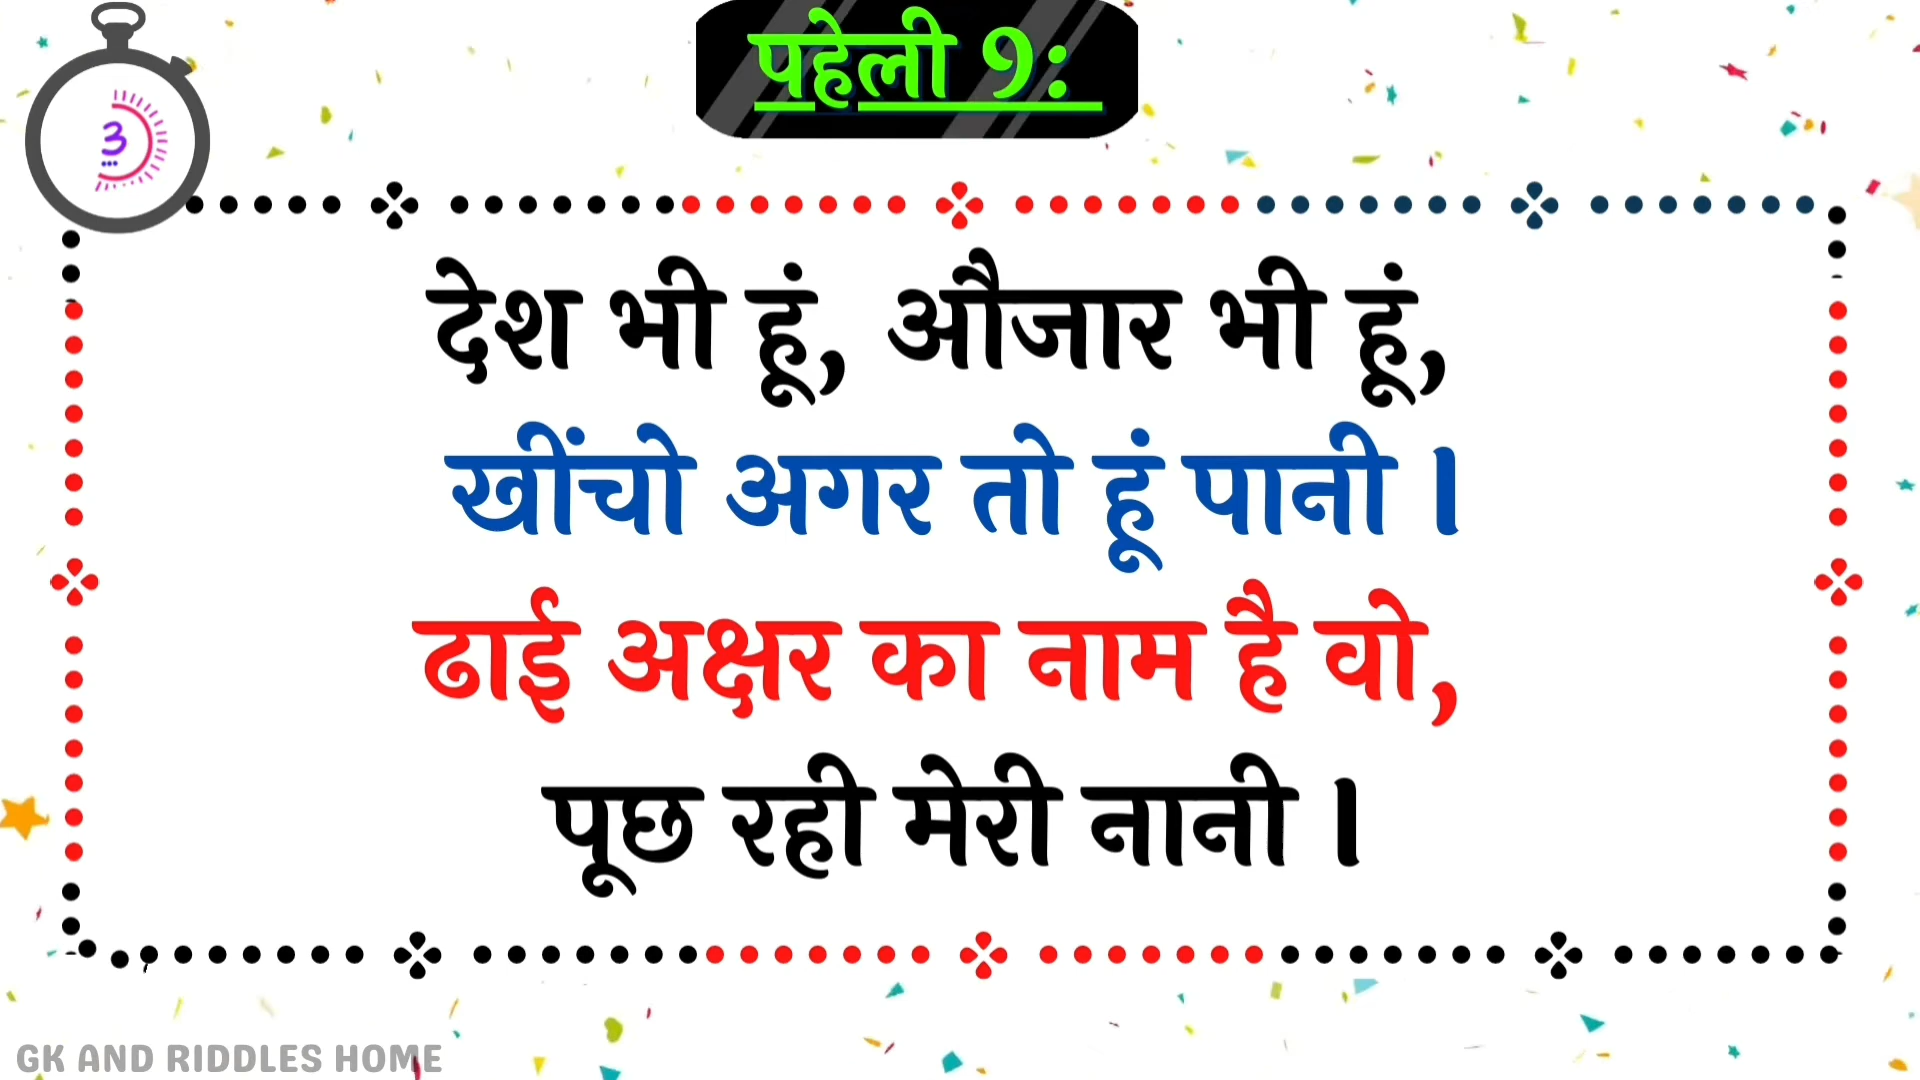 पहेली 9:
3
देश भी हूं, औजार भी हूं,
खींचो अगर तो हूं पानी ।
ढाई अक्षर का नाम है वो,
पूछ रही मेरी नानी ।
GK AND RIDDLES HOME